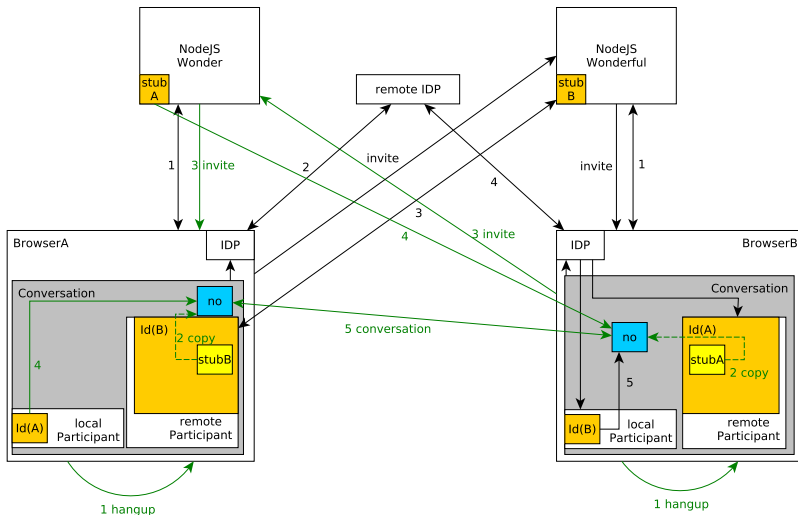 NodeJS
Wonder
stub
A
remote IDP
NodeJS
Wonderful
stub
B
1
3 invite
2
invite
4
3
4
3 invite
invite
1
BrowserA
IDP
IDP
BrowserB
Conversation
no
Id(B)
2 copy
stubB
4
Id(A)
local
Participant
remote
Participant
5 conversation
Conversation
no
Id(A)
stubA
2 copy
5
Id(B)
local
Participant
remote
Participant
1 hangup
1 hangup